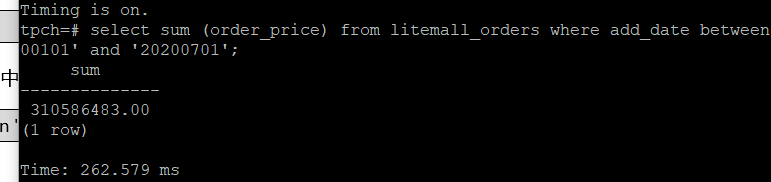 Timing is on.
tpch=# select sum (order_price) from litemall_orders where add_date between
00101' and '20200701';
sum
--------------
310586483.00
(1 row)
Time: 262.579 ms
中
n'